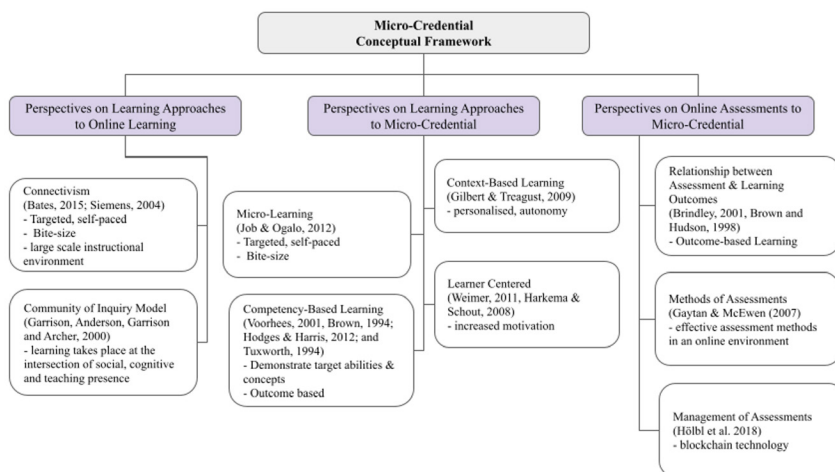 Micro-Credential
Conceptual Framework
Perspectives on Learning Approaches
to Online Learning
Perspectives on Learning Approaches
to Micro-Credential
Perspectives on Online Assessments to
Micro-Credential
Connectivism
(Bates, 2015; Siemens, 2004)
- Targeted, self-paced
- Bite-size
- large scale instructional
environment
Community of Inquiry Model
(Garrison, Anderson, Garrison
and Archer, 2000)
- learning takes place at the
intersection of social, cognitive
and teaching presence
Micro-Learning
(Job & Ogalo, 2012)
- Targeted, self-paced
- Bite-size
Competency-Based Learning
(Voorhees, 2001, Brown, 1994;
Hodges & Harris, 2012; and
Tuxworth, 1994)
- Demonstrate target abilities &
concepts
- Outcome based
Context-Based Learning
(Gilbert & Treagust, 2009)
- personalised, autonomy
Learner Centered
(Weimer, 2011, Harkema &
Schout, 2008)
- increased motivation
Relationship between
Assessment & Learning
Outcomes
(Brindley, 2001, Brown and
Hudson, 1998)
- Outcome-based Learning
Methods of Assessments
(Gaytan & McEwen (2007)
- effective assessment methods
in an online environment
Management of Assessments
(Hölbl et al. 2018)
- blockchain technology